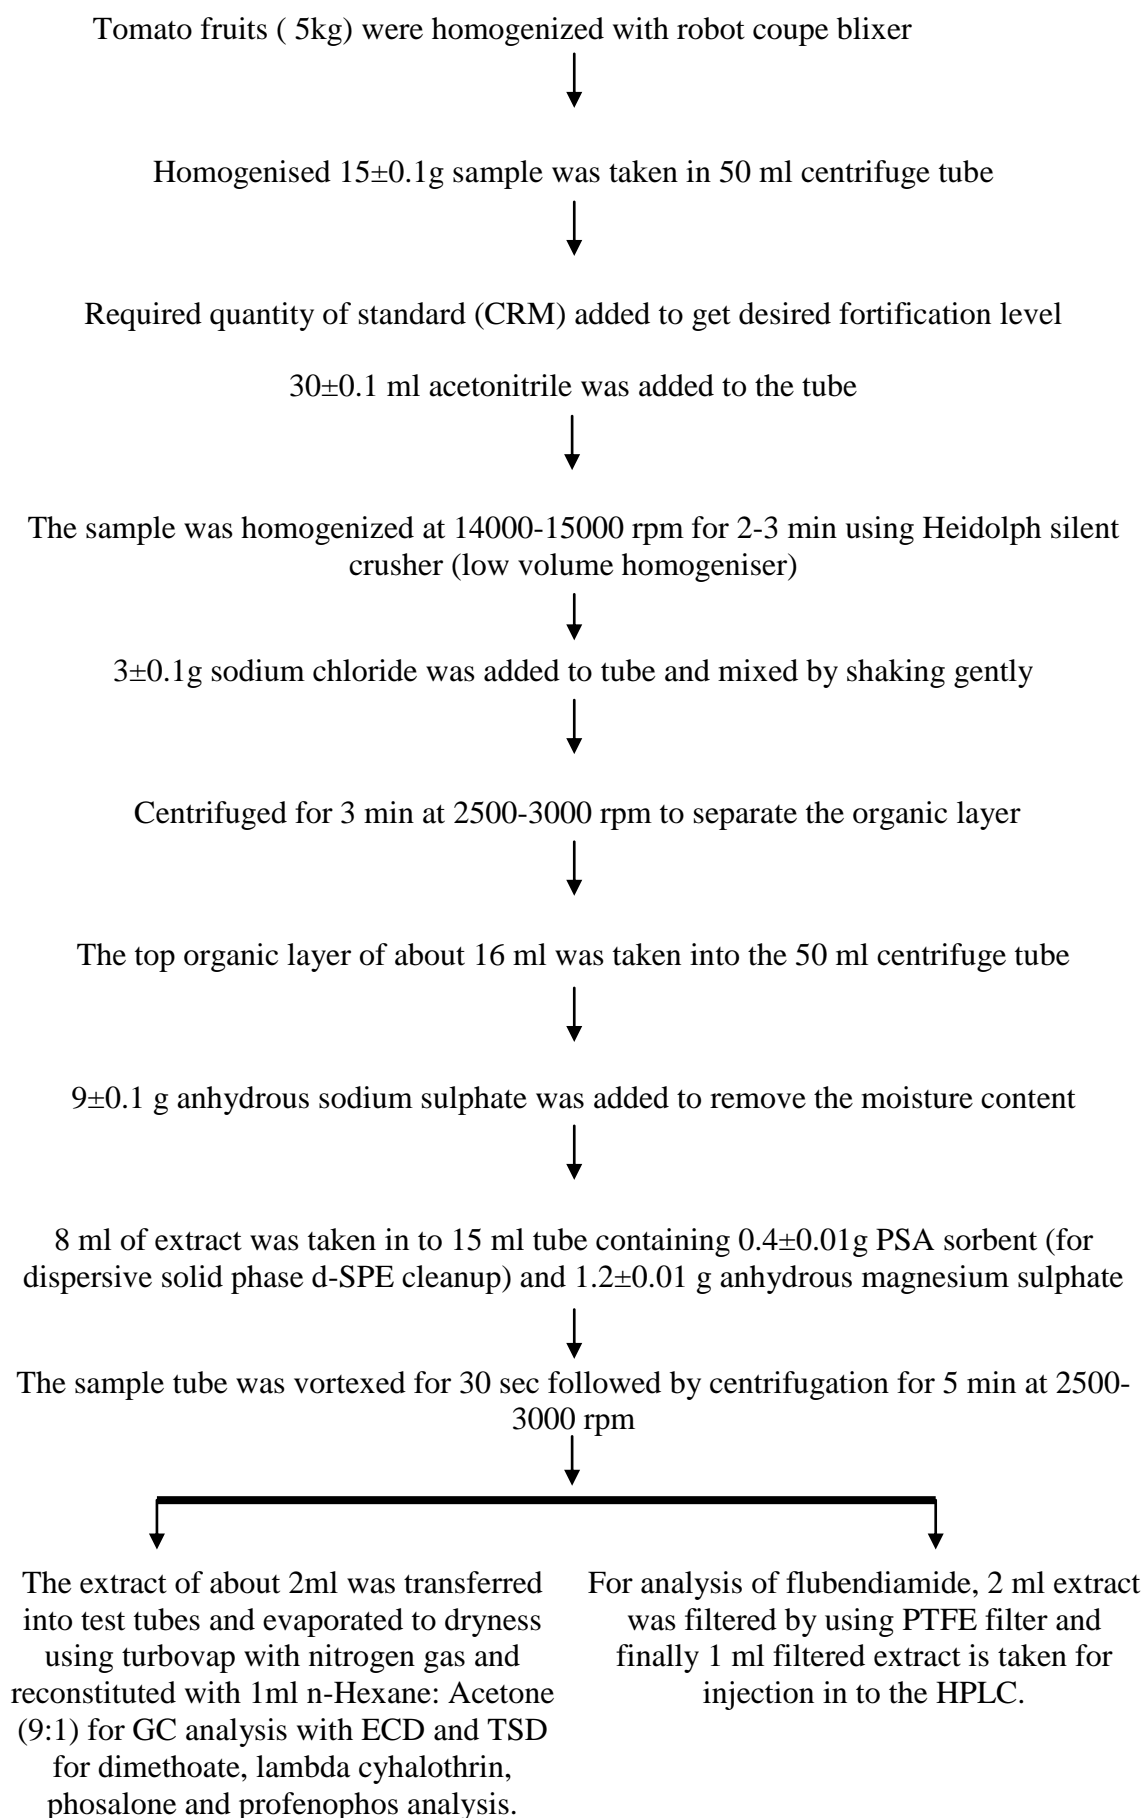 Tomato fruits ( 5kg) were homogenized with robot coupe blixer
Homogenised 15±0.1g sample was taken in 50 ml centrifuge tube
Required quantity of standard (CRM) added to get desired fortification level
30±0.1 ml acetonitrile was added to the tube
The sample was homogenized at 14000-15000 rpm for 2-3 min using Heidolph silent
crusher (low volume homogeniser)
3±0.1g sodium chloride was added to tube and mixed by shaking gently
Centrifuged for 3 min at 2500-3000 rpm to separate the organic layer
The top organic layer of about 16 ml was taken into the 50 ml centrifuge tube
9±0.1 g anhydrous sodium sulphate was added to remove the moisture content
8 ml of extract was taken in to 15 ml tube containing 0.4±0.01g PSA sorbent (for
dispersive solid phase d-SPE cleanup) and 1.2±0.01 g anhydrous magnesium sulphate
The sample tube was vortexed for 30 sec followed by centrifugation for 5 min at 2500-
3000 rpm
The extract of about 2ml was transferred
into test tubes and evaporated to dryness
using turbovap with nitrogen gas and
reconstituted with 1ml n-Hexane: Acetone
(9:1) for GC analysis with ECD and TSD
for dimethoate, lambda cyhalothrin,
phosalone and profenophos analysis.
For analysis of flubendiamide, 2 ml extract
was filtered by using PTFE filter and
finally 1 ml filtered extract is taken for
injection in to the HPLC.